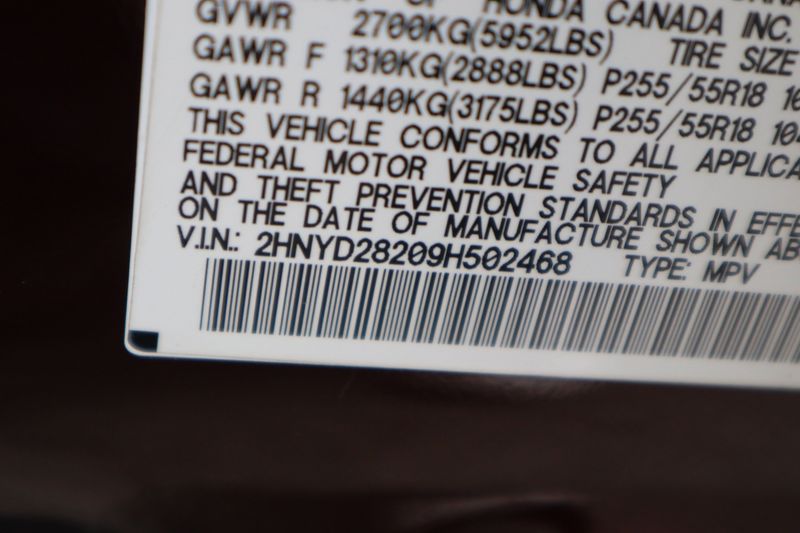 OF HONDA CANADA INC.
GVWR 2700KG(5952LBS) TIRE SIZE
GAWR F 1310KG(2888LBS) P255/55R18
GAWR R 1440KG(3175LBS) P255/55R18
THIS VEHICLE CONFORMS TO ALL
FEDERAL MOTOR VEHICLE SAFETY
AND THEFT PREVENTION STANDARDS IN
ON THE DATE OF MANUFACTURE SHOWN
V.I.N.: 2HNYD28209H502468 TYPE: MPV